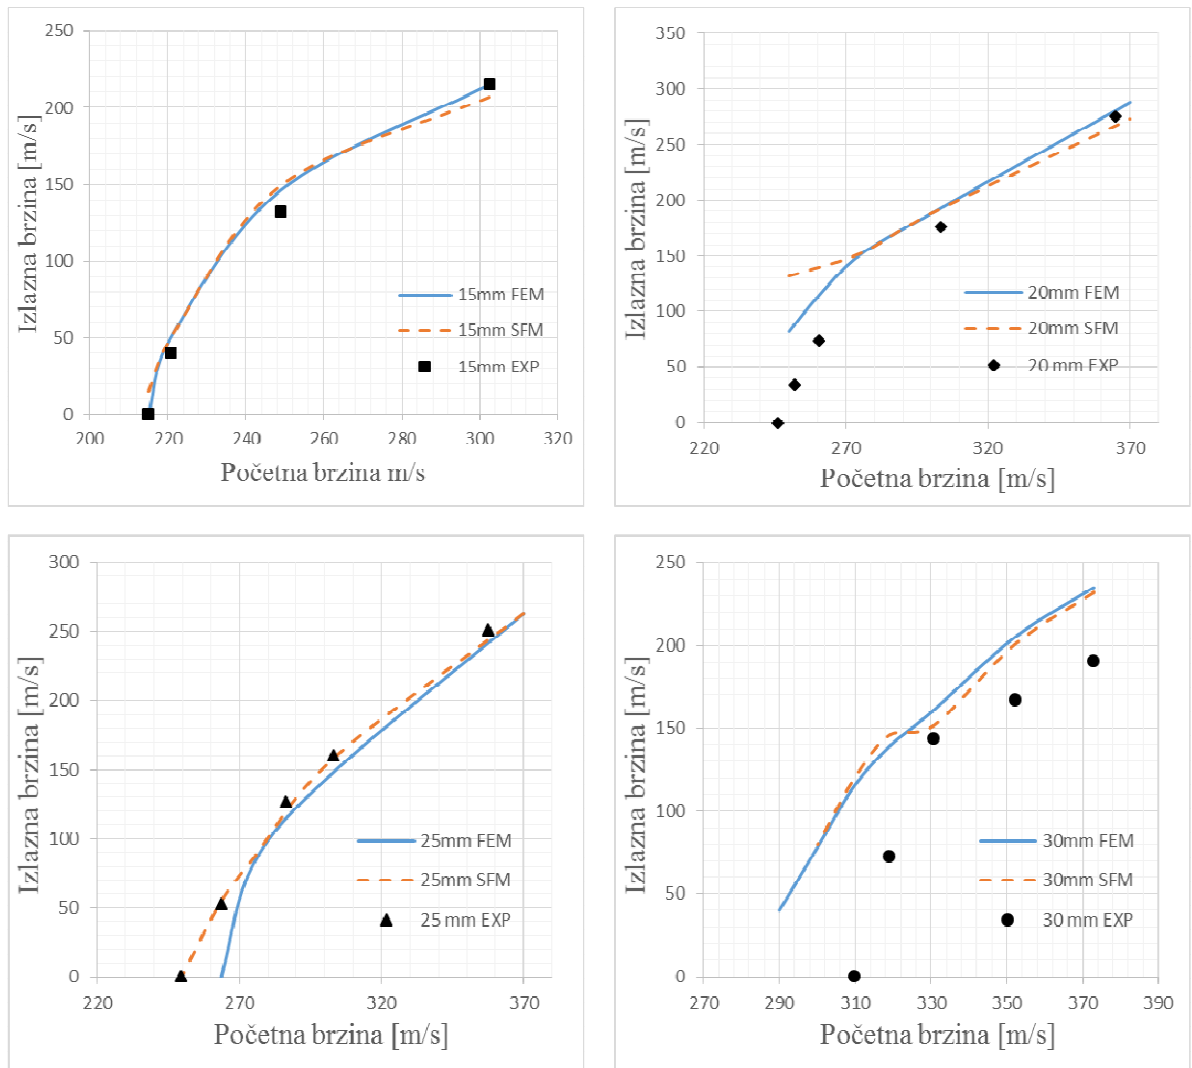 250
200
150
100
50
0
Izlazna brzina [m/s]
15mm FEM
15mm SFM
15mm EXP
200 220 240 260 280 300 320
Početna brzina m/s
350
300
250
200
150
100
50
0
Izlazna brzina [m/s]
20mm FEM
20mm SFM
20 mm EXP
220 270 320 370
Početna brzina [m/s]
300
250
200
150
100
50
0
Izlazna brzina [m/s]
25mm FEM
25mm SFM
25 mm EXP
220 270 320 370
Početna brzina [m/s]
250
200
150
100
50
0
Izlazna brzina [m/s]
30mm FEM
30mm SFM
30 mm EXP
270 290 310 330 350 370 390
Početna brzina [m/s]